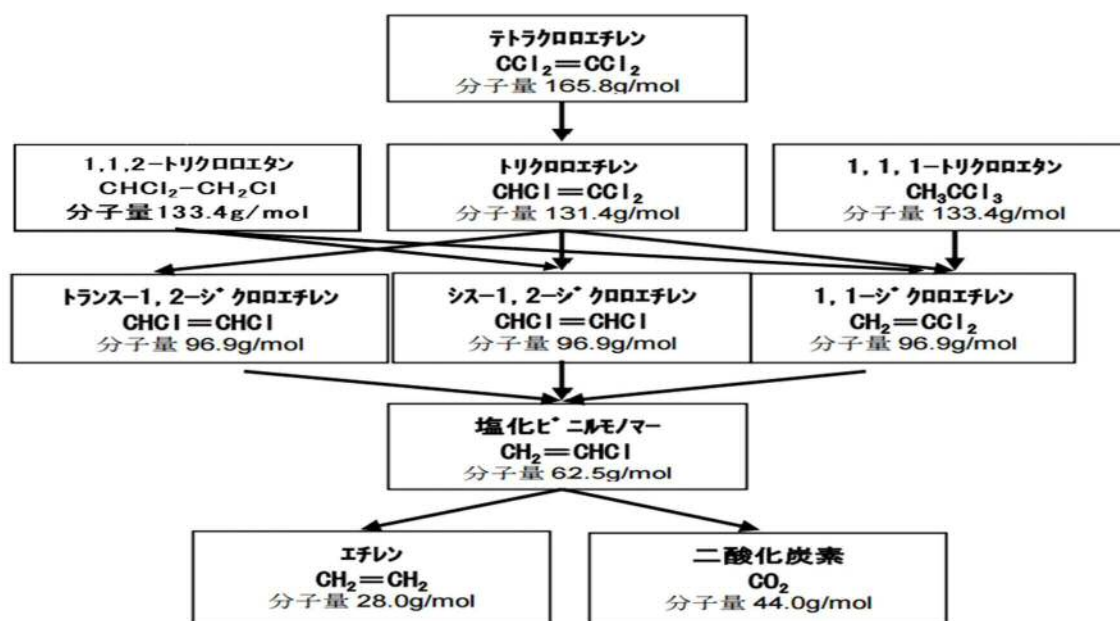 テトラクロロエチレン
CCl₂=CCl₂
分子量 165.8g/mol
1,1,2-トリクロロエタン
CHCl₂-CH₂Cl
分子量133.4g/mol
トリクロロエチレン
CHCl=CCl₂
分子量 131.4g/mol
1,1,1-トリクロロエタン
CH₃CCl₃
分子量 133.4g/mol
トランス-1,2-ジクロロエチレン
CHCl=CHCl
分子量 96.9g/mol
シス-1,2-ジクロロエチレン
CHCl=CHCl
分子量 96.9g/mol
1,1-ジクロロエチレン
CH₂=CCl₂
分子量 96.9g/mol
塩化ビニルモノマー
CH₂=CHCl
分子量 62.5g/mol
エチレン
CH₂=CH₂
分子量 28.0g/mol
二酸化炭素
CO₂
分子量 44.0g/mol